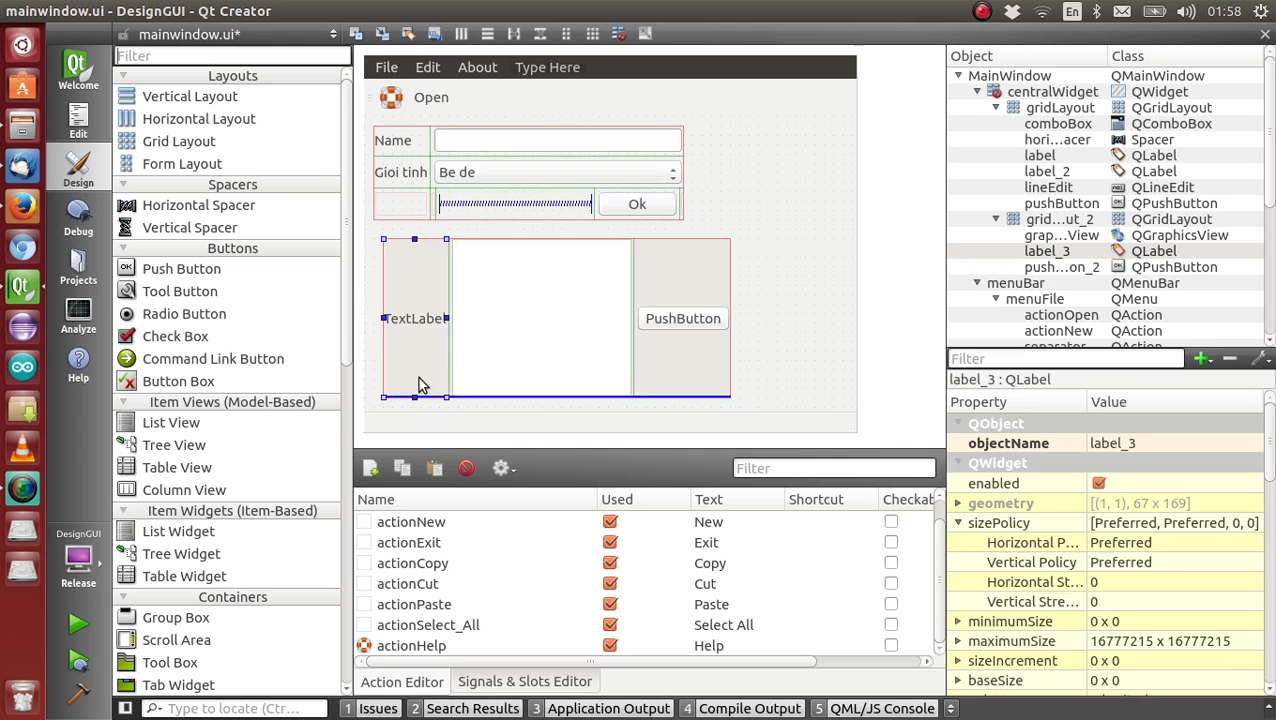 mainwindow.ui - DesignGUI - Qt Creator
En
01:58
Welcome
Edit
Design
Debug
Projects
Analyze
Help
DesignGUI
Release
mainwindow.ui*
Filter
Layouts
Vertical Layout
Horizontal Layout
Grid Layout
Form Layout
Spacers
Horizontal Spacer
Vertical Spacer
Buttons
Push Button
Tool Button
Radio Button
Check Box
Command Link Button
Button Box
Item Views (Model-Based)
List View
Tree View
Table View
Column View
Item Widgets (Item-Based)
List Widget
Tree Widget
Table Widget
Containers
Group Box
Scroll Area
Tool Box
Tab Widget
File Edit About Type Here
Open
Name
Gioi tinh Be de
Ok
TextLabel
PushButton
Filter
Name Used Text Shortcut Checkab
actionNew New
actionExit Exit
actionCopy Copy
actionCut Cut
actionPaste Paste
actionSelect_All Select All
actionHelp Help
Action Editor Signals & Slots Editor
Object Class
MainWindow QMainWindow
centralWidget QWidget
gridLayout QGridLayout
comboBox QComboBox
hori...acer Spacer
label QLabel
label_2 QLabel
lineEdit QLineEdit
pushButton QPushButton
grid...ut_2 QGridLayout
grap...View QGraphicsView
label_3 QLabel
push...on_2 QPushButton
menuBar QMenuBar
menuFile QMenu
actionOpen QAction
actionNew QAction
separator QAction
Filter
label_3 : QLabel
Property Value
QObject
objectName label_3
QWidget
enabled
geometry [(1, 1), 67 x 169]
sizePolicy [Preferred, Preferred, 0, 0]
Horizontal P... Preferred
Vertical Policy Preferred
Horizontal St... 0
Vertical Stre... 0
minimumSize 0 x 0
maximumSize 16777215 x 16777215
sizeIncrement 0 x 0
baseSize 0 x 0
Type to locate (Ctr...
1 Issues 2 Search Results 3 Application Output 4 Compile Output 5 QML/JS Console